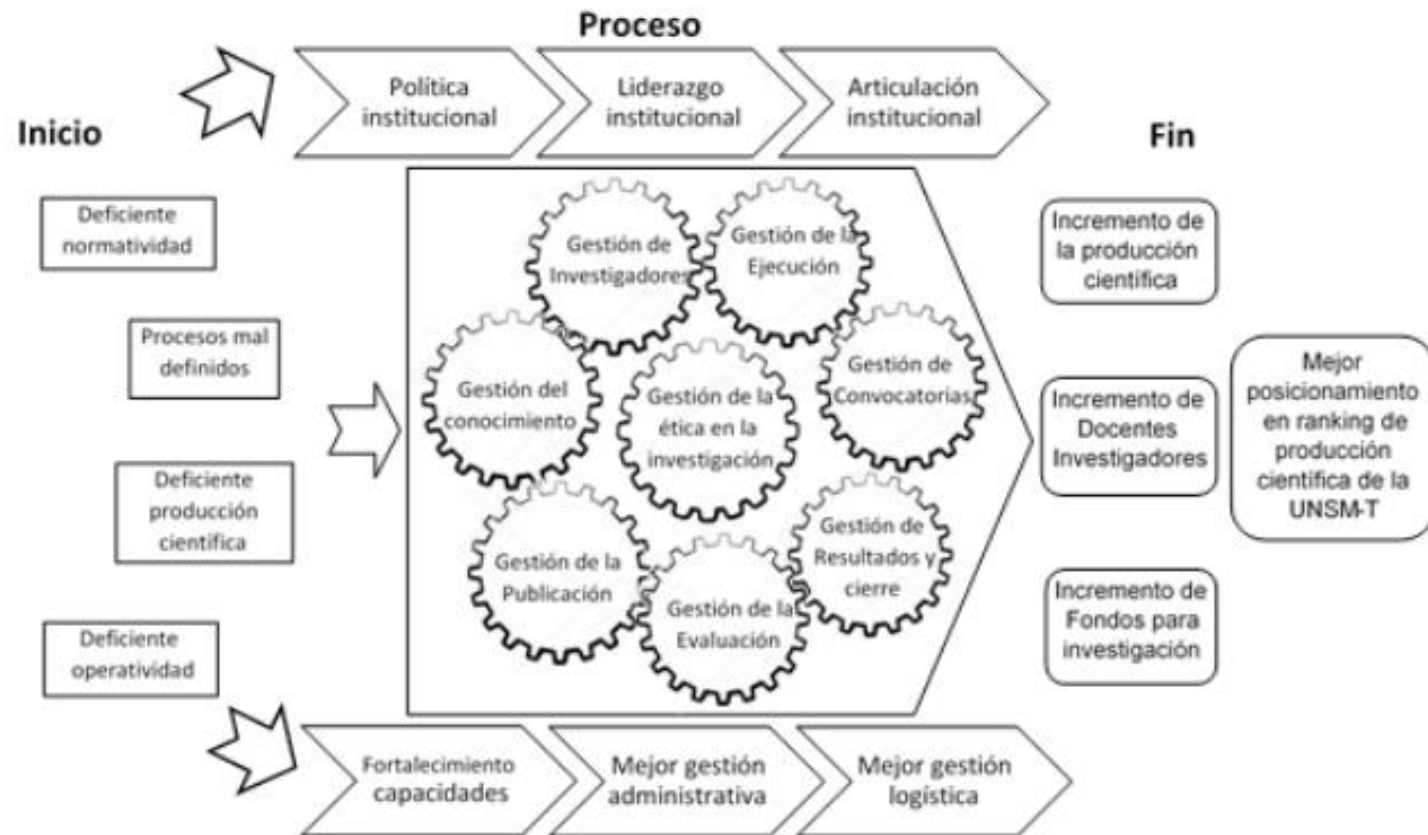 Proceso
Política
institucional
Liderazgo
institucional
Articulación
institucional
Inicio
Fin
Deficiente
normatividad
Procesos mal
definidos
Deficiente
producción
científica
Deficiente
operatividad
Gestión de
Investigadores
Gestión de la
Ejecución
Gestión del
conocimiento
Gestión de la
ética en la
investigación
Gestión de
Convocatorias
Gestión de la
Publicación
Gestión de la
Evaluación
Gestión de
Resultados y
cierre
Incremento de
la producción
científica
Incremento de
Docentes
Investigadores
Incremento de
Fondos para
investigación
Mejor
posicionamiento
en ranking de
producción
científica de la
UNSM-T
Fortalecimiento
capacidades
Mejor gestión
administrativa
Mejor gestión
logística